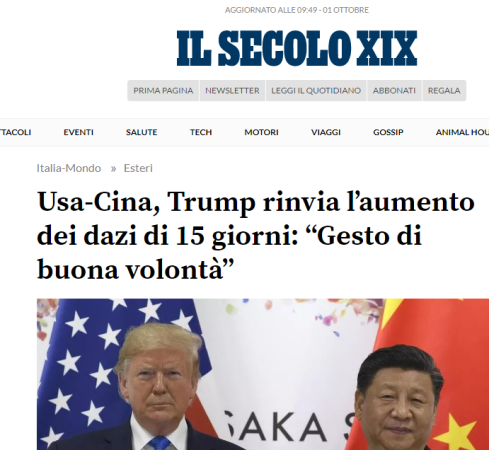 AGGIORNATO ALLE 09:49 - 01 OTTOBRE
IL SECOLO XIX
PRIMA PAGINA NEWSLETTER LEGGI IL QUOTIDIANO ABBONATI REGALA
TTACOLI EVENTI SALUTE TECH MOTORI VIAGGI GOSSIP ANIMAL HOU
Italia-Mondo » Esteri
Usa-Cina, Trump rinvia l’aumento
dei dazi di 15 giorni: “Gesto di
buona volontà”
SAKA S